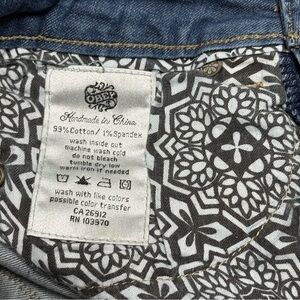 Handmade in China
99% Cotton / 1% Spandex
wash inside out
machine wash cold
do not bleach
tumble dry low
warm iron if needed
wash with like colors
possible color transfer
CA 26912
RN 103970